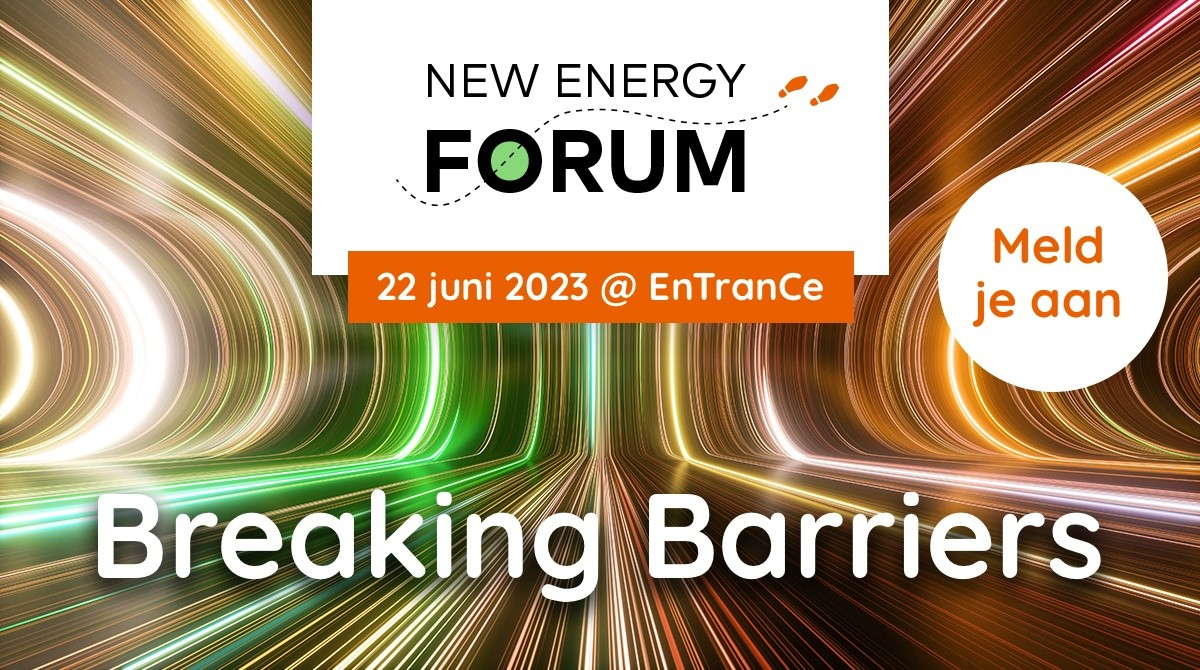 NEW ENERGY
FORUM
22 juni 2023 @ EnTranCe
Meld
je aan
Breaking Barriers